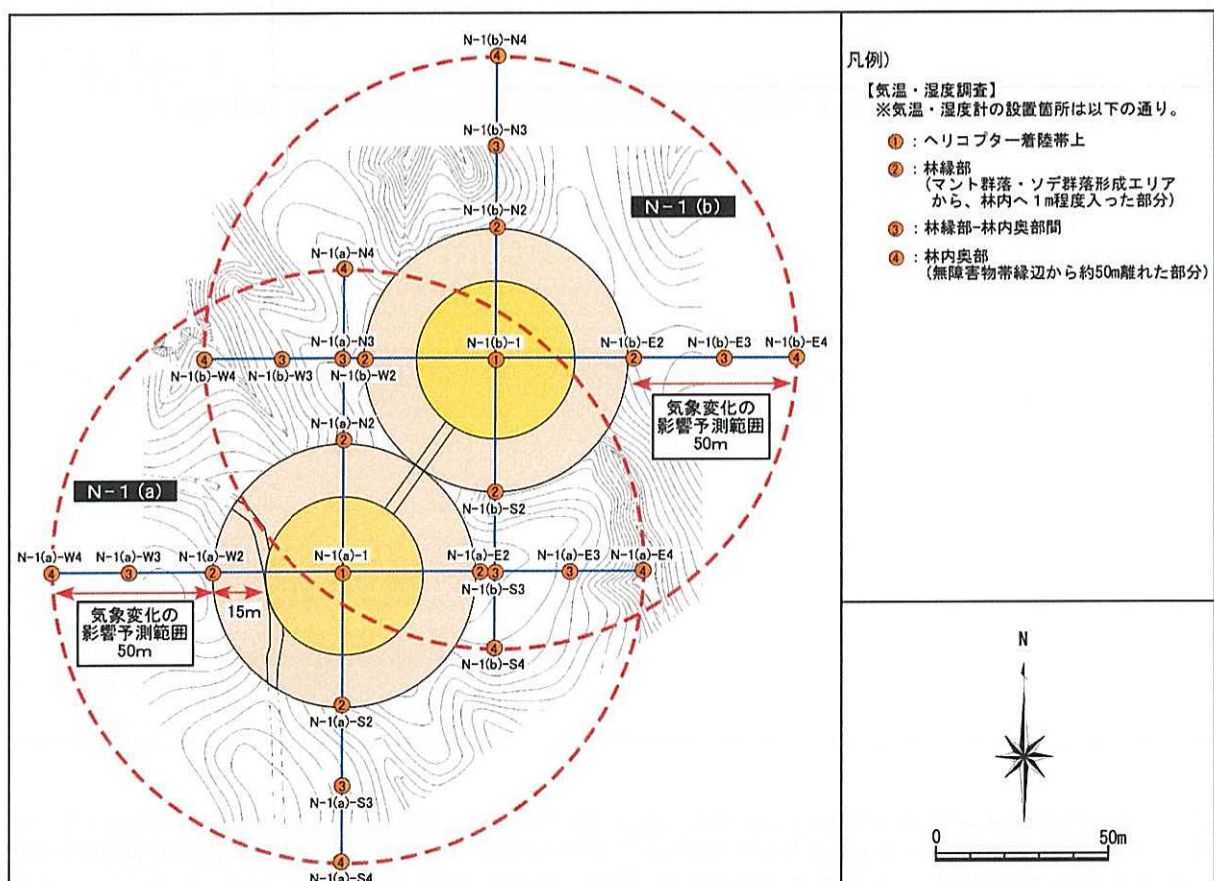 N-1(b)-N4
N-1(b)-N3
N-1(b)-N2
N-1 (b)
N-1(a)-N4
N-1(a)-N3
N-1(b)-1
N-1(b)-E2
N-1(b)-E3
N-1(b)-E4
N-1(b)-W4
N-1(b)-W3
N-1(b)-W2
気象変化の
影響予測範囲
50m
N-1(a)-N2
N-1 (a)
N-1(b)-S2
N-1(a)-W4
N-1(a)-W3
N-1(a)-W2
N-1(a)-1
N-1(a)-E2
N-1(a)-E3
N-1(a)-E4
N-1(b)-S3
気象変化の
影響予測範囲
50m
15m
N-1(b)-S4
N-1(a)-S2
N-1(a)-S3
N-1(a)-S4
凡例)
【気温・湿度調査】
※気温・湿度計の設置箇所は以下の通り。
① : ヘリコプター着陸帯上
② : 林縁部
(マント群落・ソデ群落形成エリア
から、林内へ1m程度入った部分)
③ : 林縁部-林内奥部間
④ : 林内奥部
(無障害物帯縁辺から約50m離れた部分)
N
0 50m